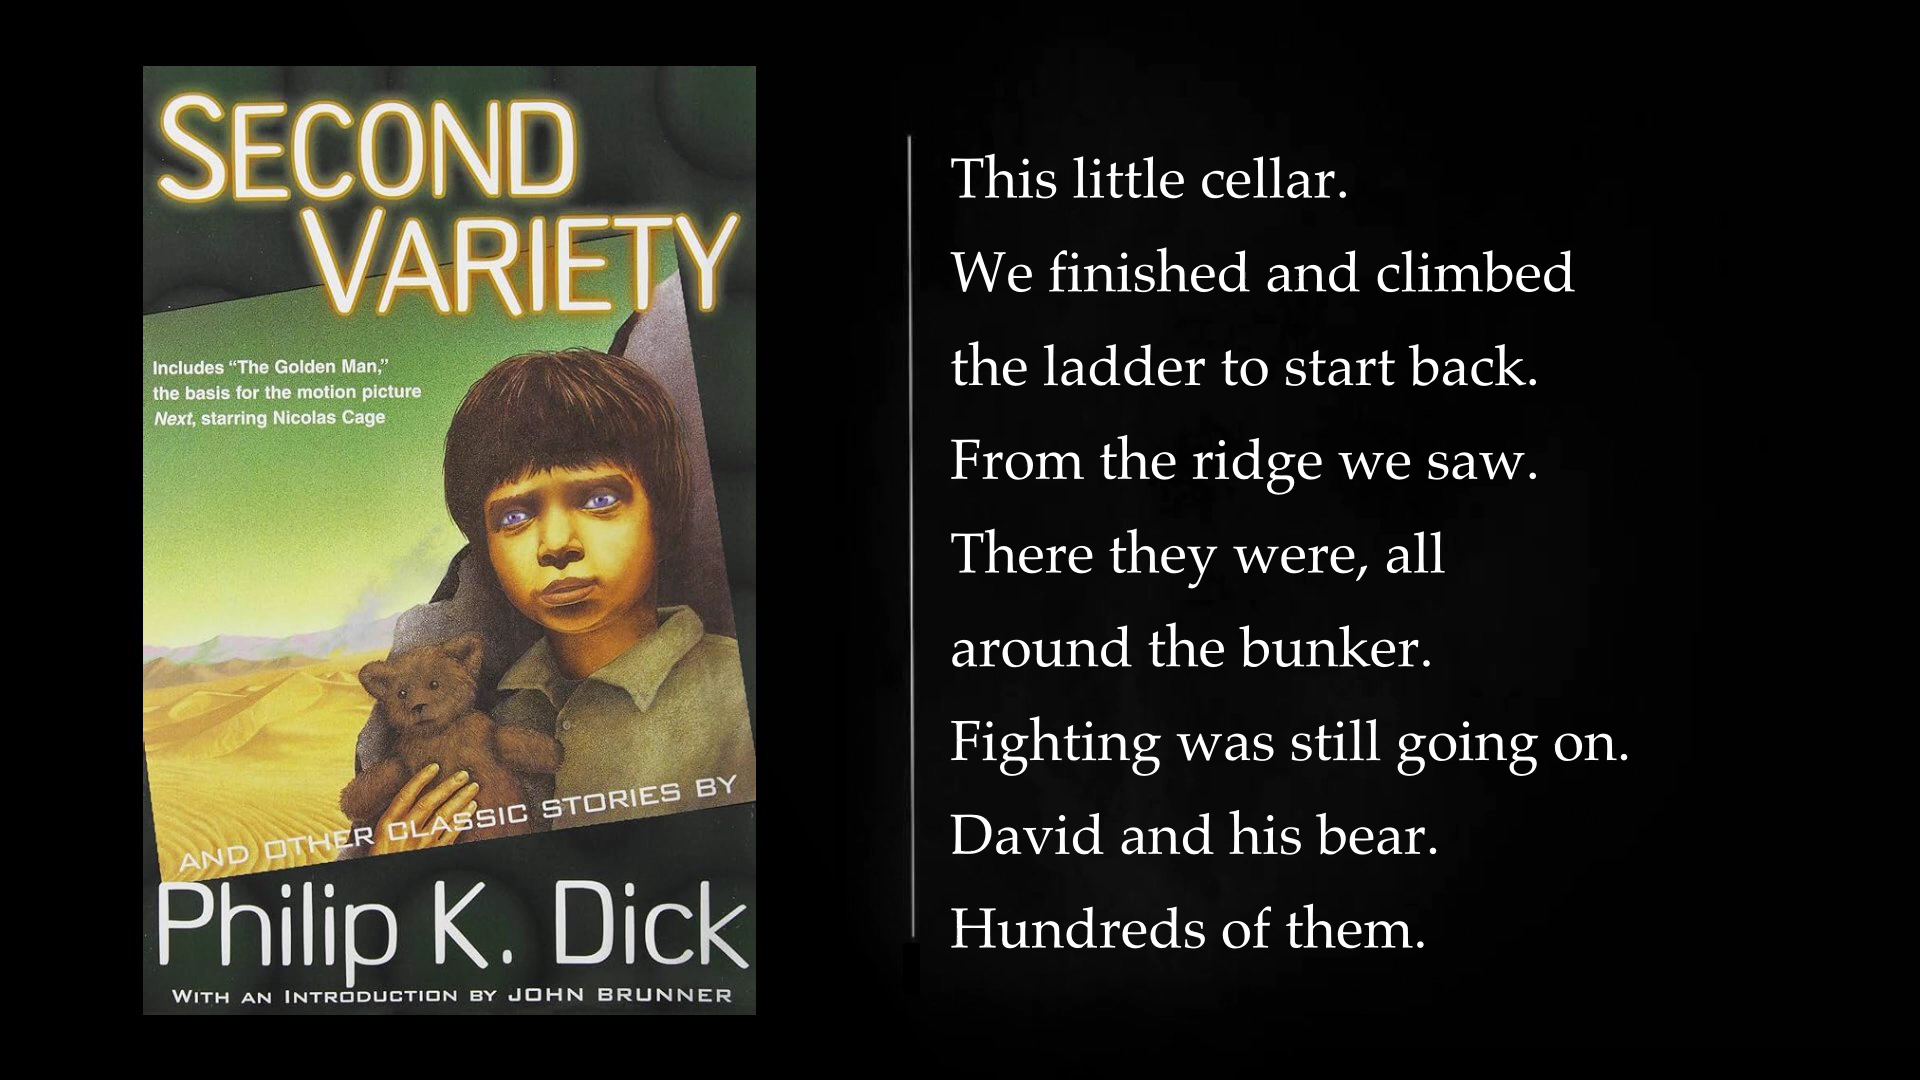 SECOND
VARIETY
Includes “The Golden Man,”
the basis for the motion picture
Next, starring Nicolas Cage
AND OTHER CLASSIC STORIES BY
Philip K. Dick
WITH AN INTRODUCTION BY JOHN BRUNNER
This little cellar.
We finished and climbed
the ladder to start back.
From the ridge we saw.
There they were, all
around the bunker.
Fighting was still going on.
David and his bear.
Hundreds of them.